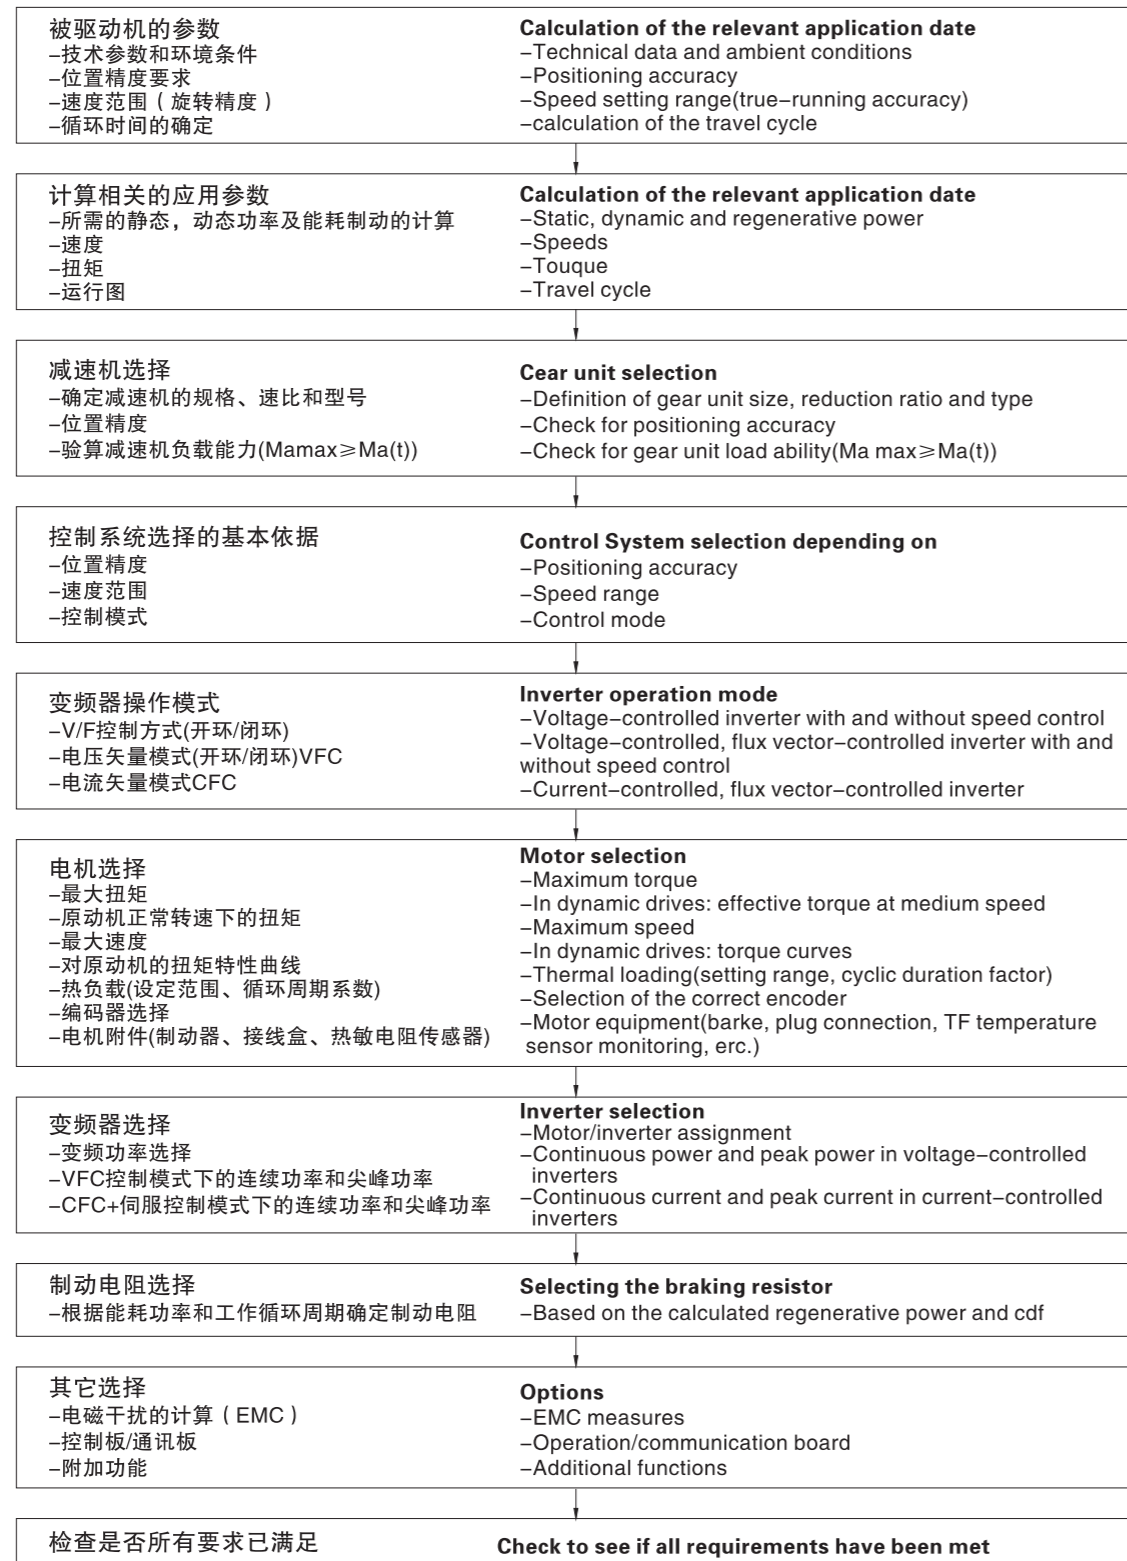 被驱动机的参数
–技术参数和环境条件
–位置精度要求
–速度范围（旋转精度）
–循环时间的确定
Calculation of the relevant application date
–Technical data and ambient conditions
–Positioning accuracy
–Speed setting range(true–running accuracy)
–calculation of the travel cycle
计算相关的应用参数
–所需的静态，动态功率及能耗制动的计算
–速度
–扭矩
–运行图
Calculation of the relevant application date
–Static, dynamic and regenerative power
–Speeds
–Touque
–Travel cycle
减速机选择
–确定减速机的规格、速比和型号
–位置精度
–验算减速机负载能力(Mamax≥Ma(t))
Cear unit selection
–Definition of gear unit size, reduction ratio and type
–Check for positioning accuracy
–Check for gear unit load ability(Ma max≥Ma(t))
控制系统选择的基本依据
–位置精度
–速度范围
–控制模式
Control System selection depending on
–Positioning accuracy
–Speed range
–Control mode
变频器操作模式
–V/F控制方式(开环/闭环)
–电压矢量模式(开环/闭环)VFC
–电流矢量模式CFC
Inverter operation mode
–Voltage–controlled inverter with and without speed control
–Voltage–controlled, flux vector–controlled inverter with and
without speed control
–Current–controlled, flux vector–controlled inverter
电机选择
–最大扭矩
–原动机正常转速下的扭矩
–最大速度
–对原动机的扭矩特性曲线
–热负载(设定范围、循环周期系数)
–编码器选择
–电机附件(制动器、接线盒、热敏电阻传感器)
Motor selection
–Maximum torque
–In dynamic drives: effective torque at medium speed
–Maximum speed
–In dynamic drives: torque curves
–Thermal loading(setting range, cyclic duration factor)
–Selection of the correct encoder
–Motor equipment(barke, plug connection, TF temperature
sensor monitoring, erc.)
变频器选择
–变频功率选择
–VFC控制模式下的连续功率和尖峰功率
–CFC+伺服控制模式下的连续功率和尖峰功率
Inverter selection
–Motor/inverter assignment
–Continuous power and peak power in voltage–controlled
inverters
–Continuous current and peak current in current–controlled
inverters
制动电阻选择
–根据能耗功率和工作循环周期确定制动电阻
Selecting the braking resistor
–Based on the calculated regenerative power and cdf
其它选择
–电磁干扰的计算（EMC）
–控制板/通讯板
–附加功能
Options
–EMC measures
–Operation/communication board
–Additional functions
检查是否所有要求已满足
Check to see if all requirements have been met